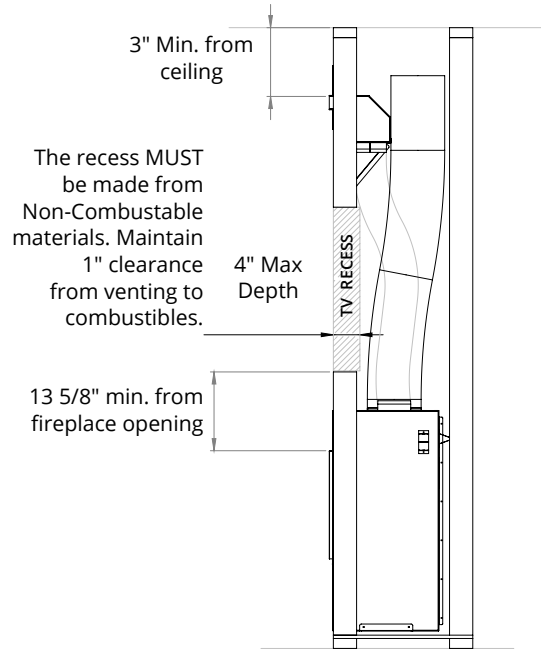 3" Min. from
ceiling
The recess MUST
be made from
Non-Combustable
materials. Maintain
1" clearance
from venting to
combustibles.
4" Max
Depth
TV RECESS
13 5/8" min. from
fireplace opening